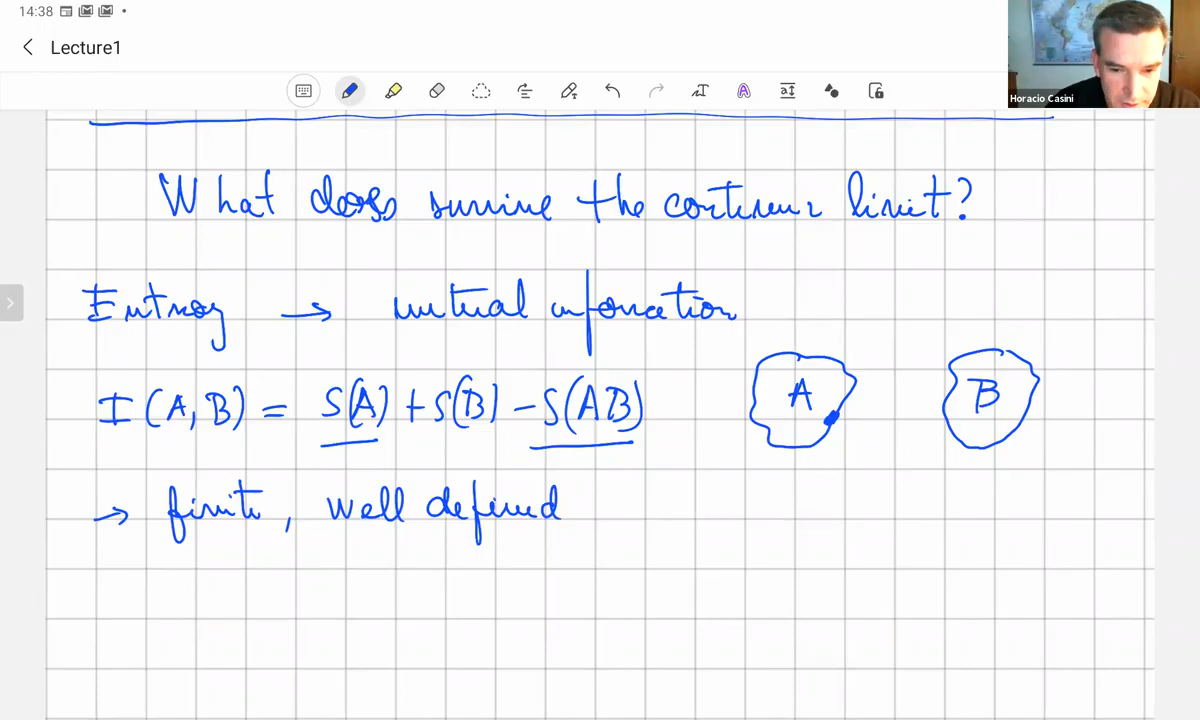 14:38
Lecture1
Horacio Casini
What does survive the continuum limit?
Entropy → mutual information
I(A,B) = S(A) + S(B) - S(AB)
A B
→ finite, well defined